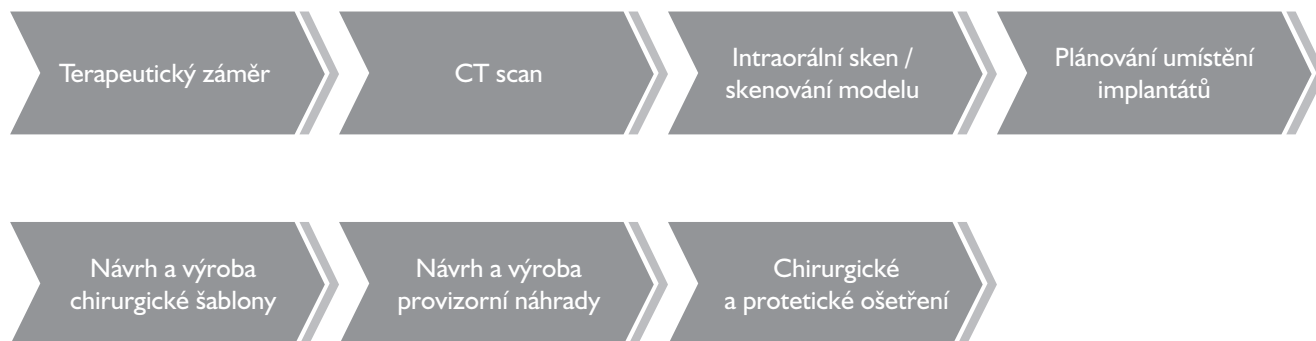 Terapeutický záměr
CT scan
Intraorální sken /
skenování modelu
Plánování umístění
implantátů
Návrh a výroba
chirurgické šablony
Návrh a výroba
provizorní náhrady
Chirurgické
a protetické ošetření